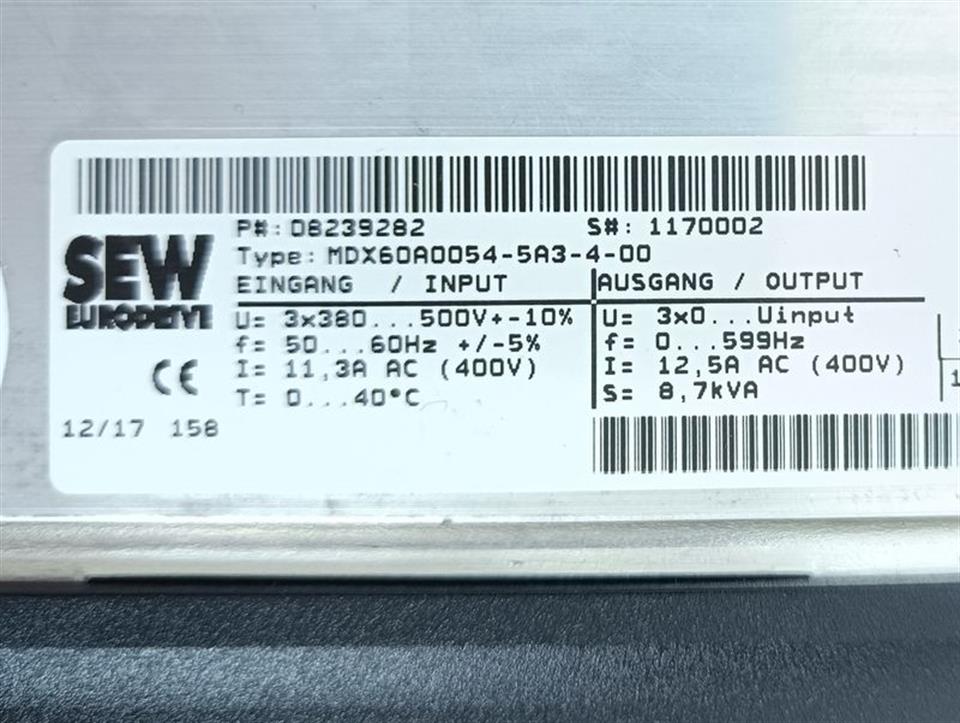 P#: 08239282 S#: 1170002
Type: MDX60A0054-5A3-4-00
SEW
EURODRIVE
EINGANG / INPUT
AUSGANG / OUTPUT
U= 3x380...500V+-10%
U= 3x0...Uinput
f= 50...60Hz +/-5%
f= 0...599Hz
I= 11,3A AC (400V)
I= 12,5A AC (400V)
T= 0...40°C
S= 8,7kVA
CE
12/17 158